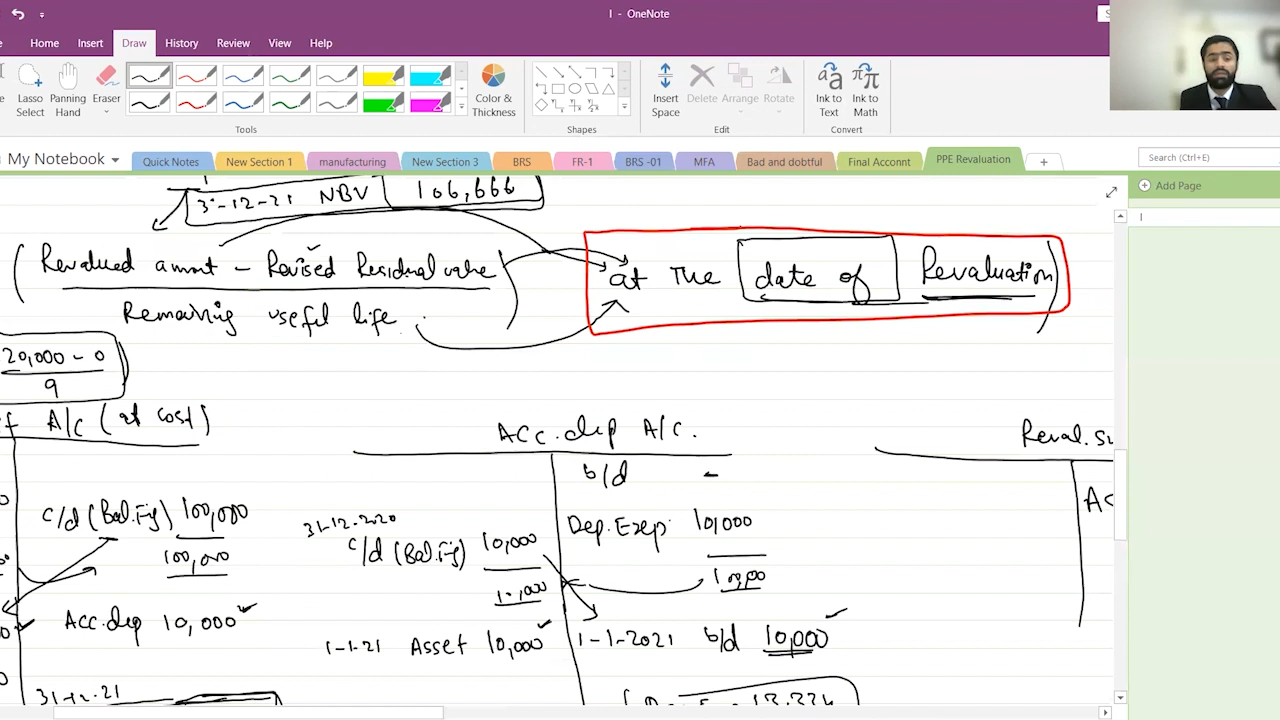 I - OneNote
Home Insert Draw History Review View Help
Lasso Select
Panning Hand
Eraser
Color & Thickness
Insert Space
Delete Arrange Rotate
Ink to Text
Ink to Math
Tools Shapes Edit Convert
My Notebook Quick Notes New Section 1 manufacturing New Section 3 BRS FR-1 BRS -01 MFA Bad and dobtful Final Acconnt PPE Revaluation +
Search (Ctrl+E)
Add Page
I
31-12-21 NBV 106,666
(Revalued amount - Revised Residual value
Remaining useful life)
at The date of Revaluation)
20,000 - 0
9
A/C (at cost)
ACC. dep A/C.
Reval.
b/d -
c/d (Bal. Fig) 100,000
100,000
31-12-2020
c/d (Bal. Fig) 10,000
10,000
Dep. Exep. 10,000
10,000
Acc. dep 10,000
1-1-21 Asset 10,000
1-1-2021 b/d 10,000
31-12-21
13,334